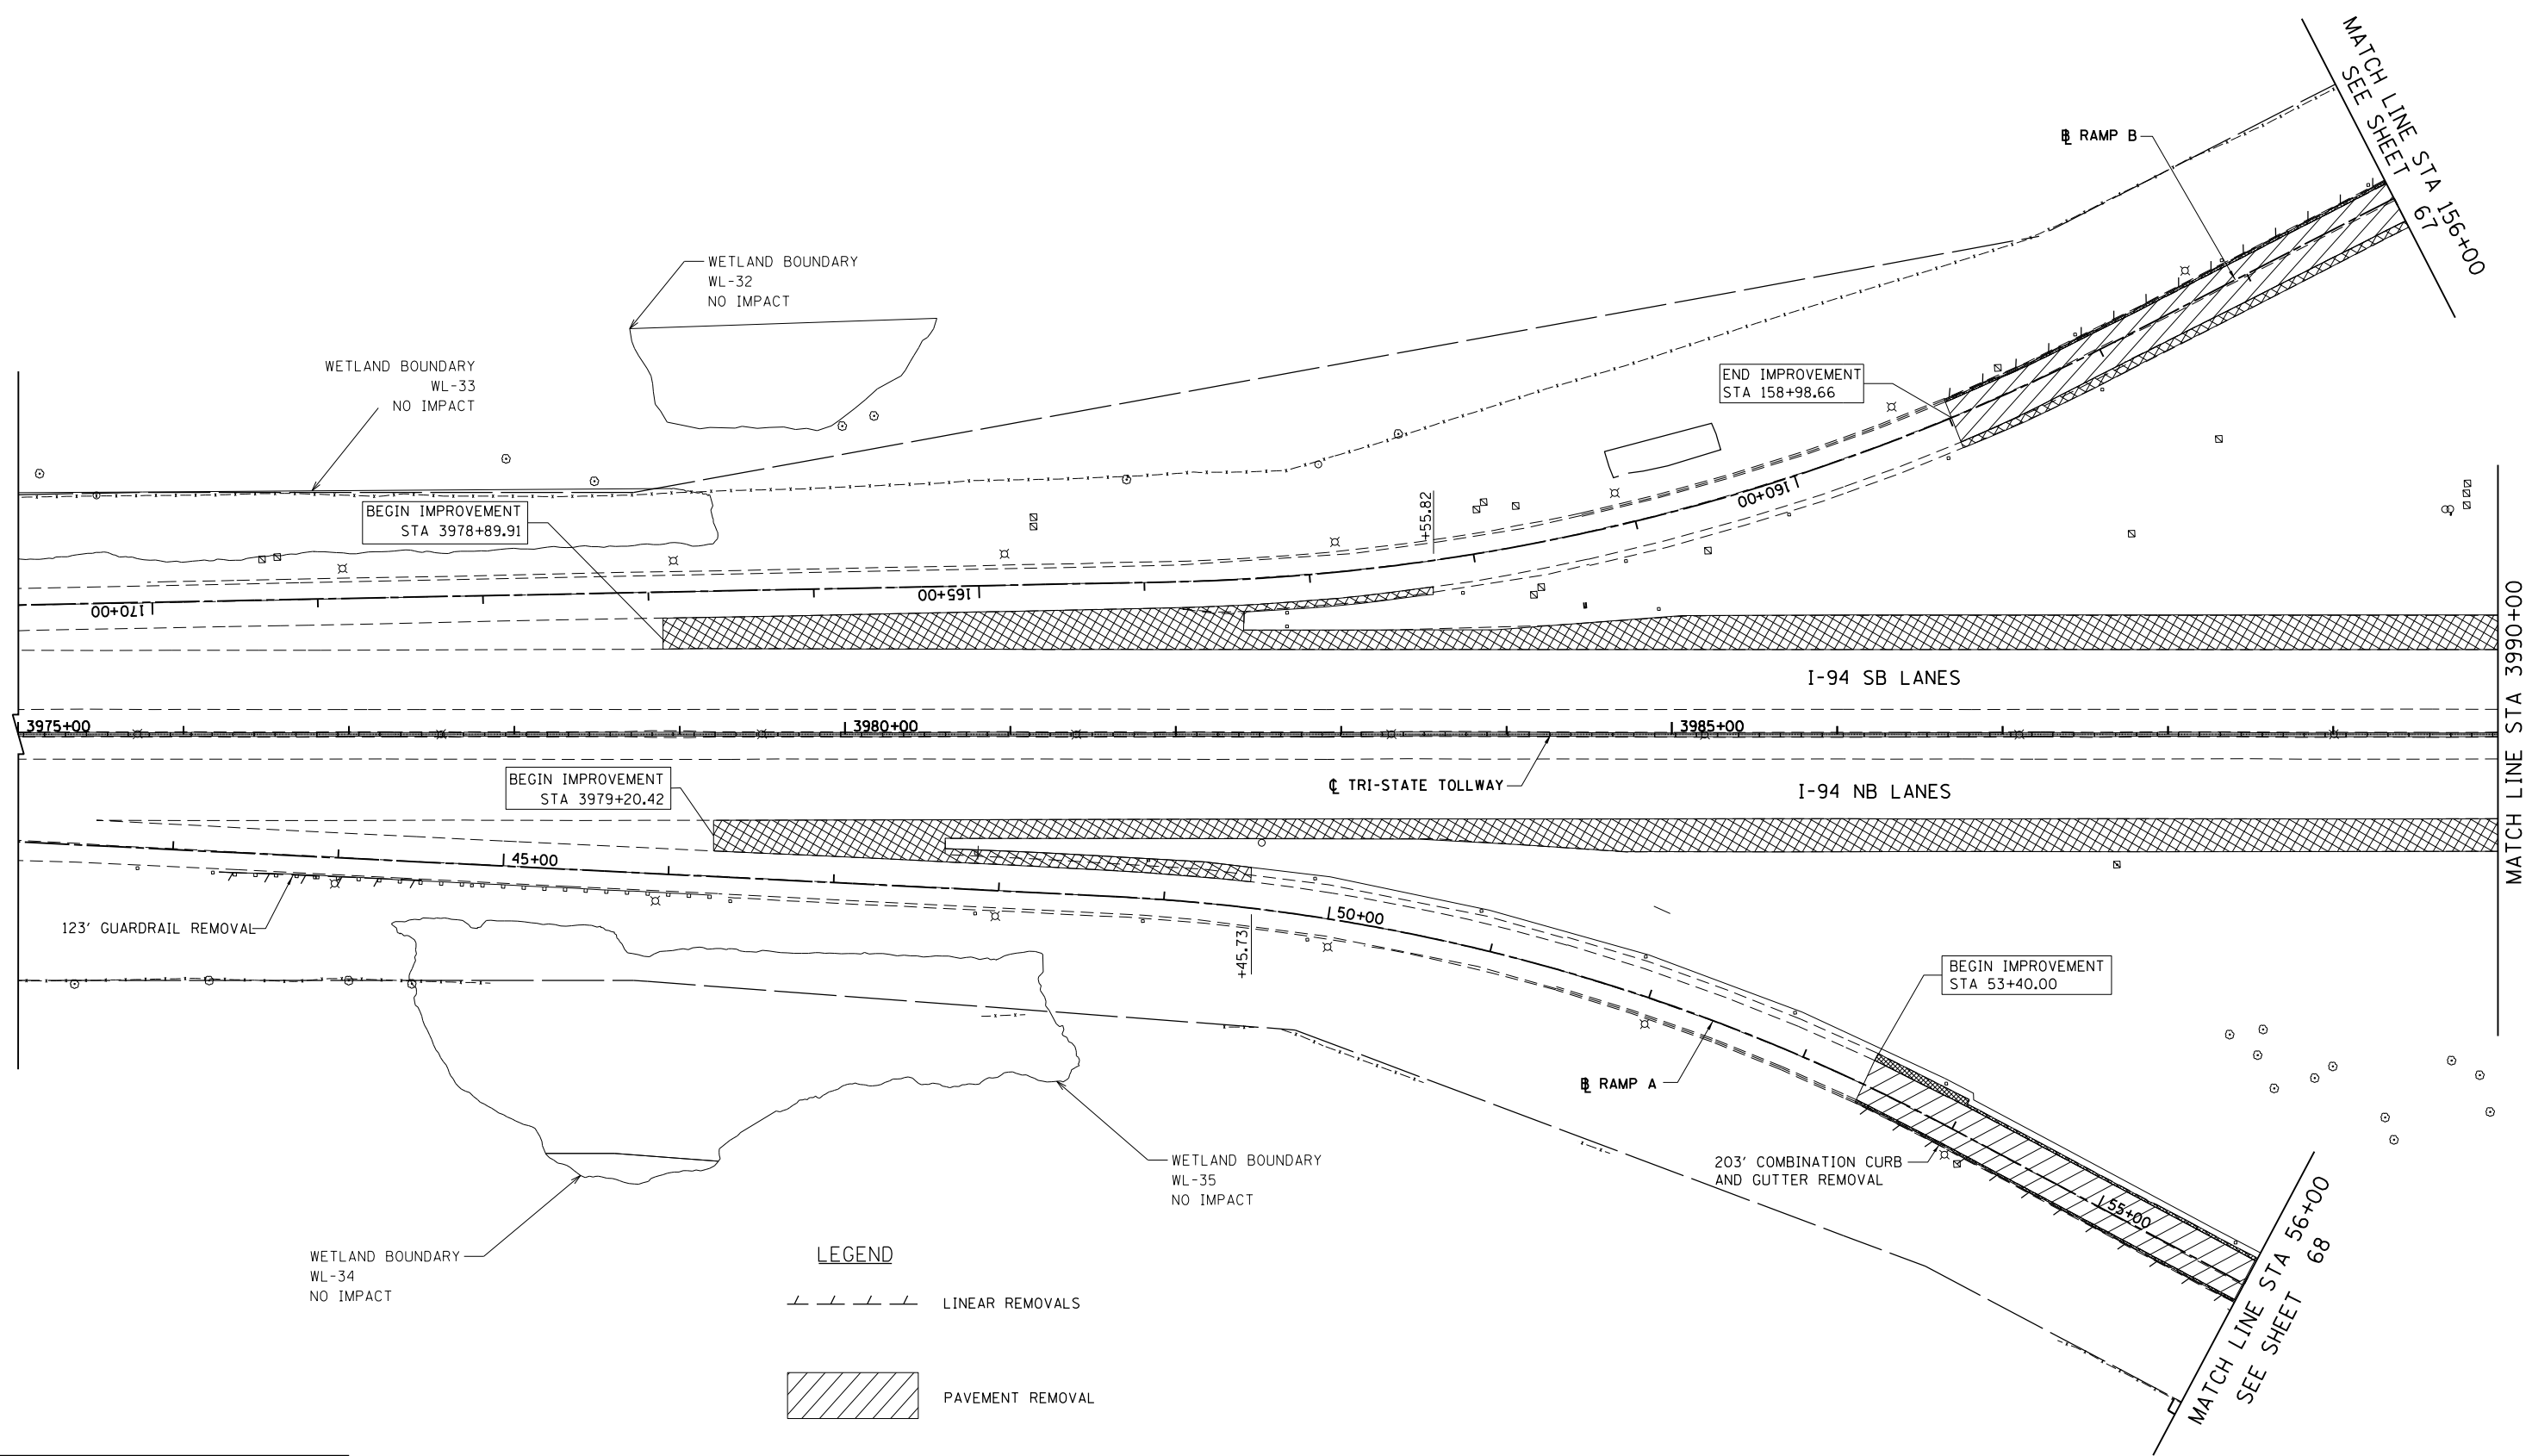 MATCH LINE STA 156+00
SEE SHEET 67
℄ RAMP B
WETLAND BOUNDARY
WL-32
NO IMPACT
WETLAND BOUNDARY
WL-33
NO IMPACT
END IMPROVEMENT
STA 158+98.66
BEGIN IMPROVEMENT
STA 3978+89.91
+55.82
160+00
165+00
170+00
I-94 SB LANES
MATCH LINE STA 3990+00
3975+00
3980+00
3985+00
BEGIN IMPROVEMENT
STA 3979+20.42
℄ TRI-STATE TOLLWAY
I-94 NB LANES
45+00
50+00
123' GUARDRAIL REMOVAL
+45.73
BEGIN IMPROVEMENT
STA 53+40.00
℄ RAMP A
203' COMBINATION CURB
AND GUTTER REMOVAL
55+00
WETLAND BOUNDARY
WL-35
NO IMPACT
WETLAND BOUNDARY
WL-34
NO IMPACT
MATCH LINE STA 56+00
SEE SHEET 68
LEGEND
LINEAR REMOVALS
PAVEMENT REMOVAL